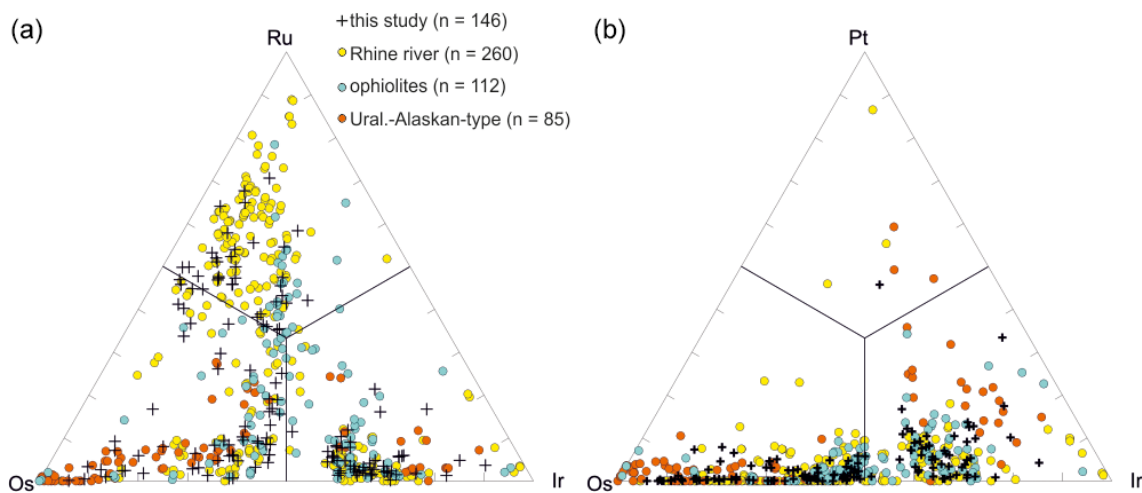 (a)
Ru
+this study (n = 146)
Rhine river (n = 260)
ophiolites (n = 112)
Ural.-Alaskan-type (n = 85)
Os
Ir
(b)
Pt
Os
Ir